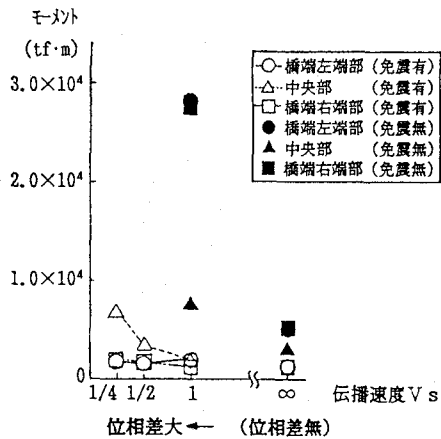 モーメント
(tf·m)
3.0×10⁴
2.0×10⁴
1.0×10⁴
0
橋端左端部 (免震有)
中央部 (免震有)
橋端右端部 (免震有)
橋端左端部 (免震無)
中央部 (免震無)
橋端右端部 (免震無)
1/4 1/2 1 ∞ 伝播速度Vs
位相差大← (位相差無)